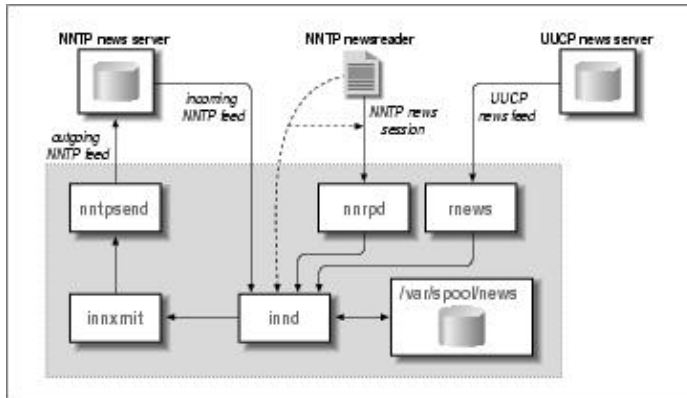 NNTP news server
NNTP newsreader
UUCP news server
incoming
NNTP feed
NNTP news
session
UUCP
news feed
outgoing
NNTP feed
nntpsend
nnrpd
rnews
/var/spool/news
innxmit
innd